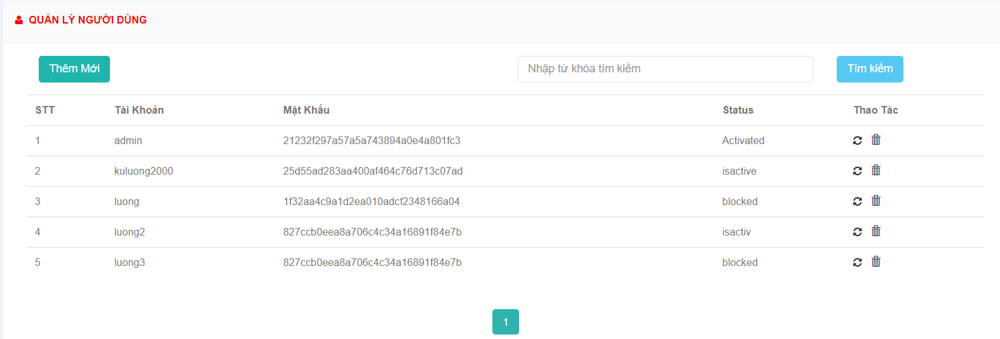 QUẢN LÝ NGƯỜI DÙNG
Thêm Mới Nhập từ khóa tìm kiếm Tìm kiếm
STT Tài Khoản Mật Khẩu Status Thao Tác
1 admin 21232f297a57a5a743894a0e4a801fc3 Activated
2 kuluong2000 25d55ad283aa400af464c76d713c07ad isactive
3 luong 1f32aa4c9a1d2ea010adcf2348166a04 blocked
4 luong2 827ccb0eea8a706c4c34a16891f84e7b isactiv
5 luong3 827ccb0eea8a706c4c34a16891f84e7b blocked
1